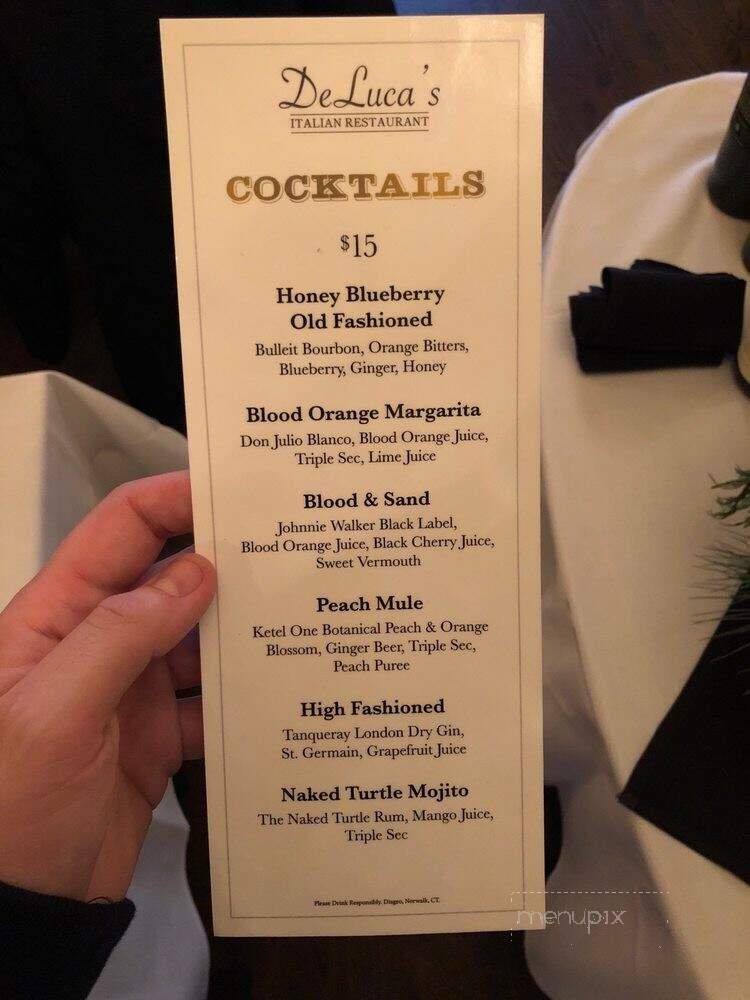 DeLuca's
ITALIAN RESTAURANT
COCKTAILS
$15
Honey Blueberry
Old Fashioned
Bulleit Bourbon, Orange Bitters,
Blueberry, Ginger, Honey
Blood Orange Margarita
Don Julio Blanco, Blood Orange Juice,
Triple Sec, Lime Juice
Blood & Sand
Johnnie Walker Black Label,
Blood Orange Juice, Black Cherry Juice,
Sweet Vermouth
Peach Mule
Ketel One Botanical Peach & Orange
Blossom, Ginger Beer, Triple Sec,
Peach Puree
High Fashioned
Tanqueray London Dry Gin,
St. Germain, Grapefruit Juice
Naked Turtle Mojito
The Naked Turtle Rum, Mango Juice,
Triple Sec
Please Drink Responsibly. Diageo, Norwalk, CT.
menupix